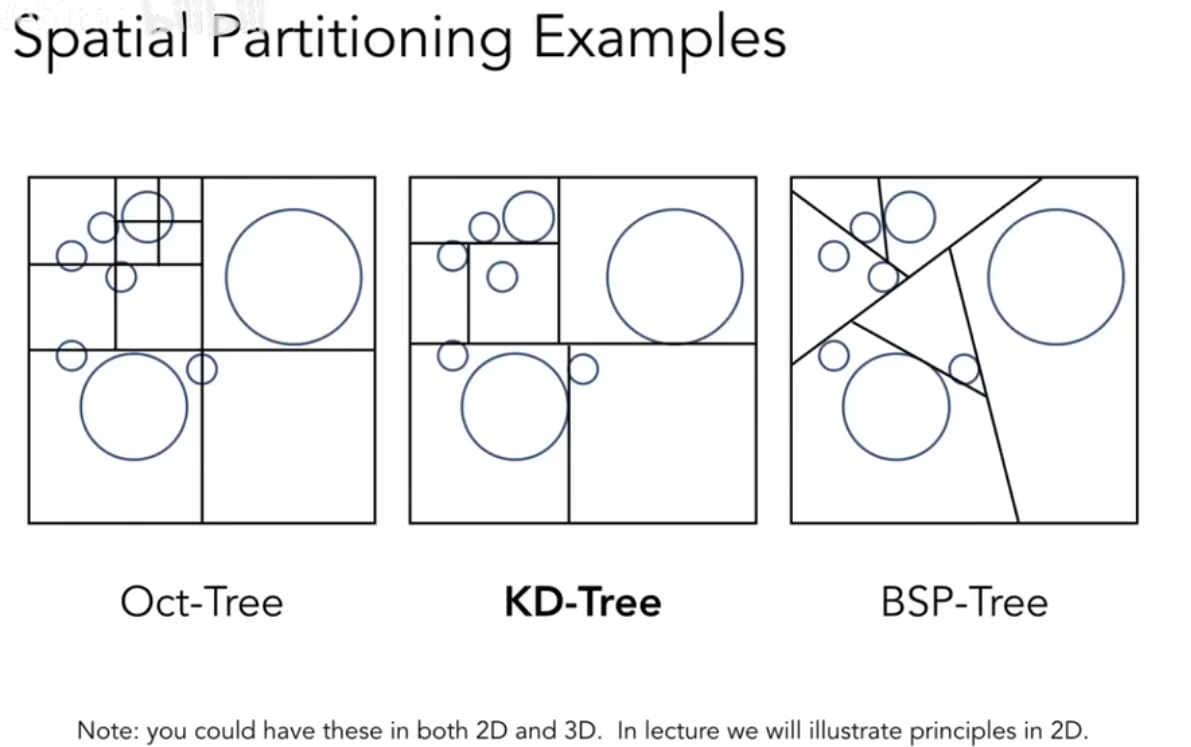 Spatial Partitioning Examples
Oct-Tree
KD-Tree
BSP-Tree
Note: you could have these in both 2D and 3D. In lecture we will illustrate principles in 2D.